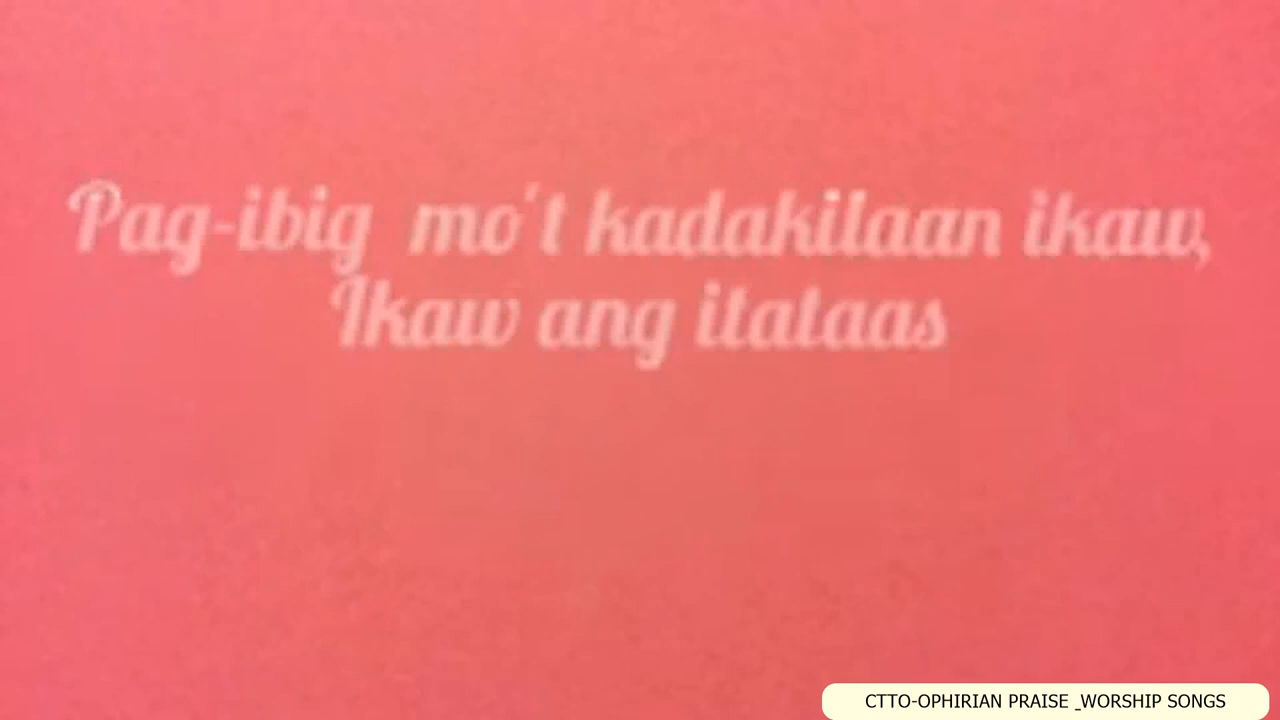 Pag-ibig mo't kadakilaan ikaw,
Ikaw ang itataas
CTTO-OPHIRIAN PRAISE _WORSHIP SONGS